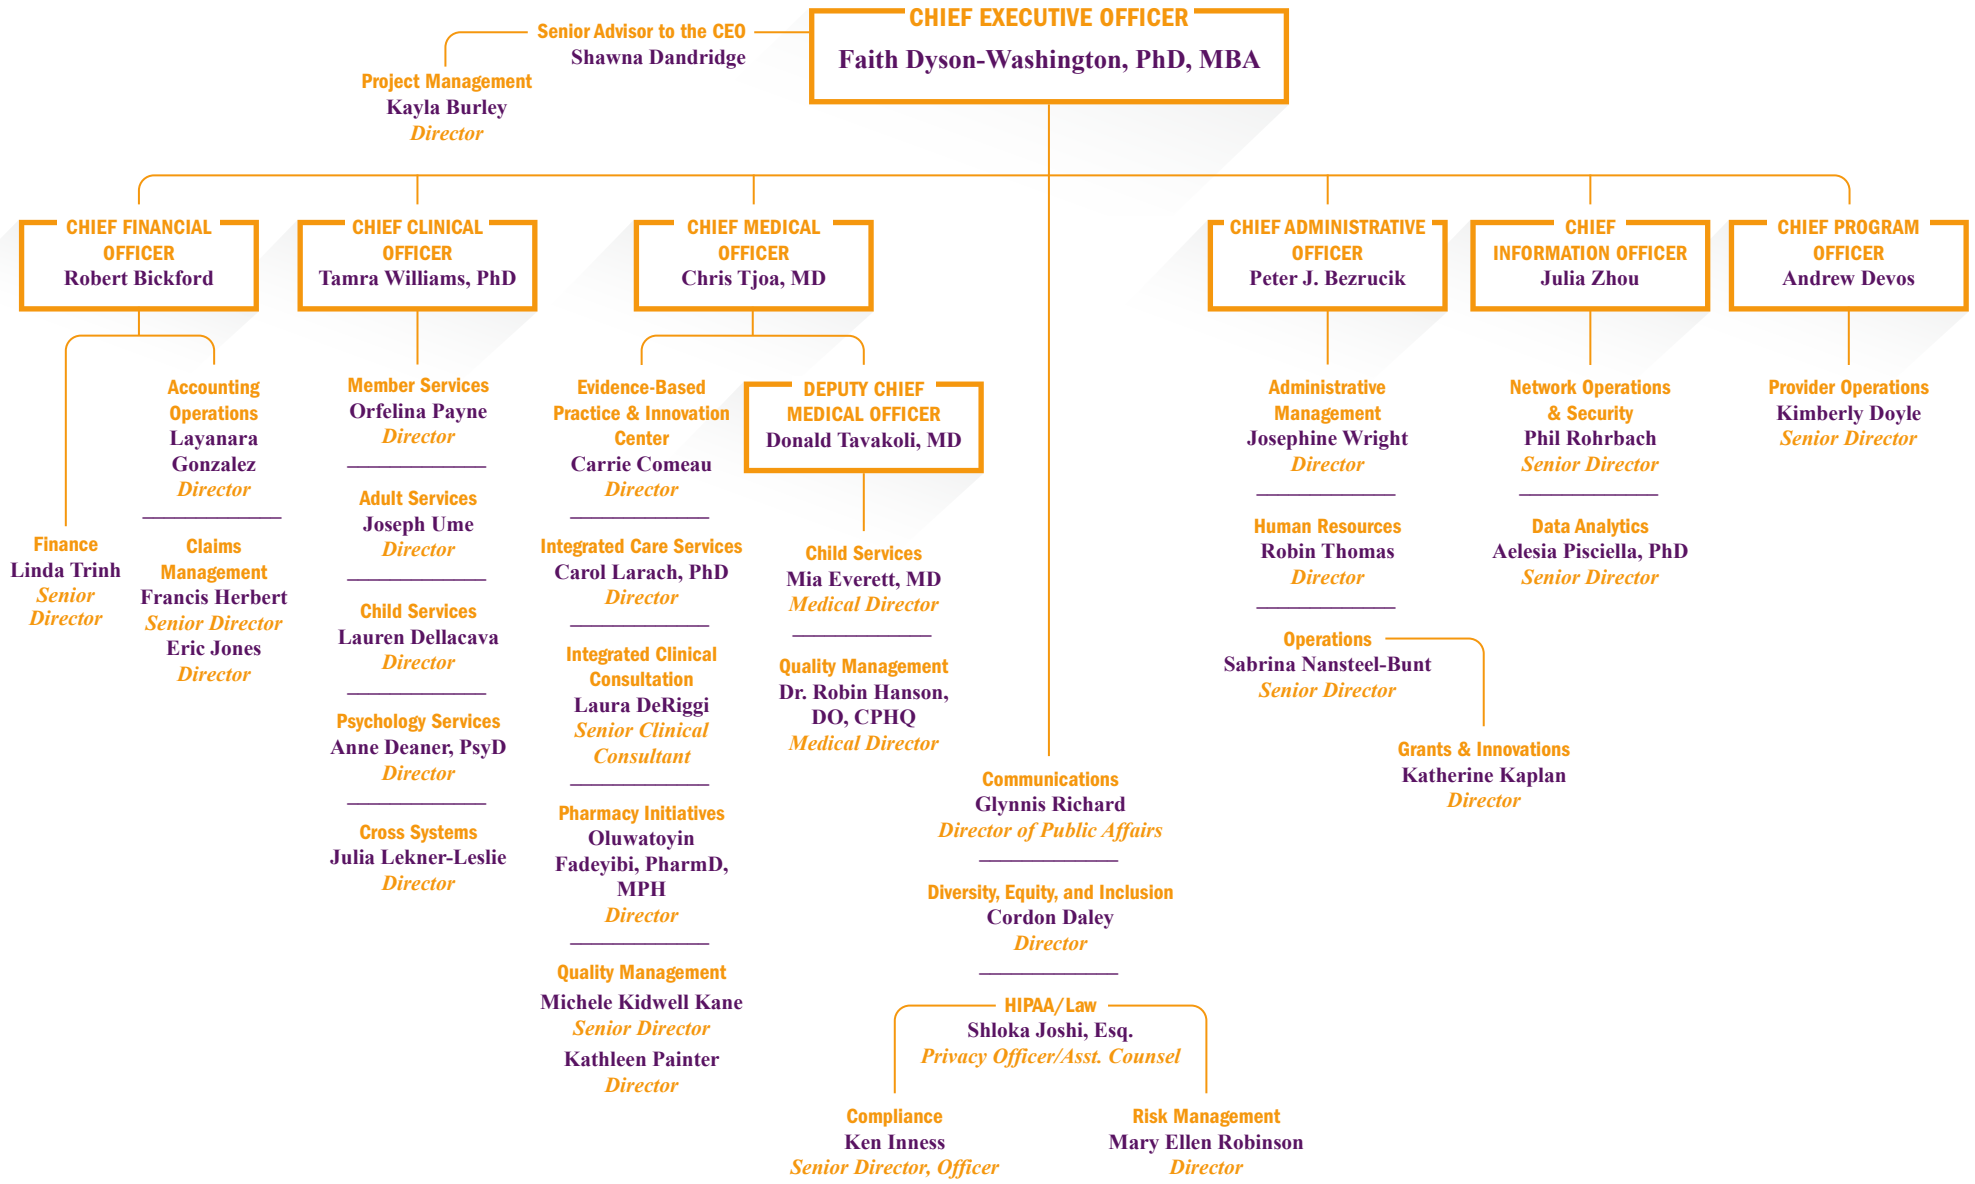 CHIEF EXECUTIVE OFFICER
Faith Dyson-Washington, PhD, MBA
Senior Advisor to the CEO
Shawna Dandridge
Project Management
Kayla Burley
Director
CHIEF FINANCIAL
OFFICER
Robert Bickford
CHIEF CLINICAL
OFFICER
Tamra Williams, PhD
CHIEF MEDICAL
OFFICER
Chris Tjoa, MD
CHIEF ADMINISTRATIVE
OFFICER
Peter J. Bezrucik
CHIEF
INFORMATION OFFICER
Julia Zhou
CHIEF PROGRAM
OFFICER
Andrew Devos
Finance
Linda Trinh
Senior
Director
Accounting
Operations
Layanara
Gonzalez
Director
Claims
Management
Francis Herbert
Senior Director
Eric Jones
Director
Member Services
Orfelina Payne
Director
Adult Services
Joseph Ume
Director
Child Services
Lauren Dellacava
Director
Psychology Services
Anne Deaner, PsyD
Director
Cross Systems
Julia Lekner-Leslie
Director
Evidence-Based
Practice & Innovation
Center
Carrie Comeau
Director
Integrated Care Services
Carol Larach, PhD
Director
Integrated Clinical
Consultation
Laura DeRiggi
Senior Clinical
Consultant
Pharmacy Initiatives
Oluwatoyin
Fadeyibi, PharmD,
MPH
Director
Quality Management
Michele Kidwell Kane
Senior Director
Kathleen Painter
Director
DEPUTY CHIEF
MEDICAL OFFICER
Donald Tavakoli, MD
Child Services
Mia Everett, MD
Medical Director
Quality Management
Dr. Robin Hanson,
DO, CPHQ
Medical Director
Communications
Glynnis Richard
Director of Public Affairs
Diversity, Equity, and Inclusion
Cordon Daley
Director
HIPAA/Law
Shloka Joshi, Esq.
Privacy Officer/Asst. Counsel
Compliance
Ken Inness
Senior Director, Officer
Risk Management
Mary Ellen Robinson
Director
Administrative
Management
Josephine Wright
Director
Human Resources
Robin Thomas
Director
Operations
Sabrina Nansteel-Bunt
Senior Director
Grants & Innovations
Katherine Kaplan
Director
Network Operations
& Security
Phil Rohrbach
Senior Director
Data Analytics
Aelesia Pisciella, PhD
Senior Director
Provider Operations
Kimberly Doyle
Senior Director